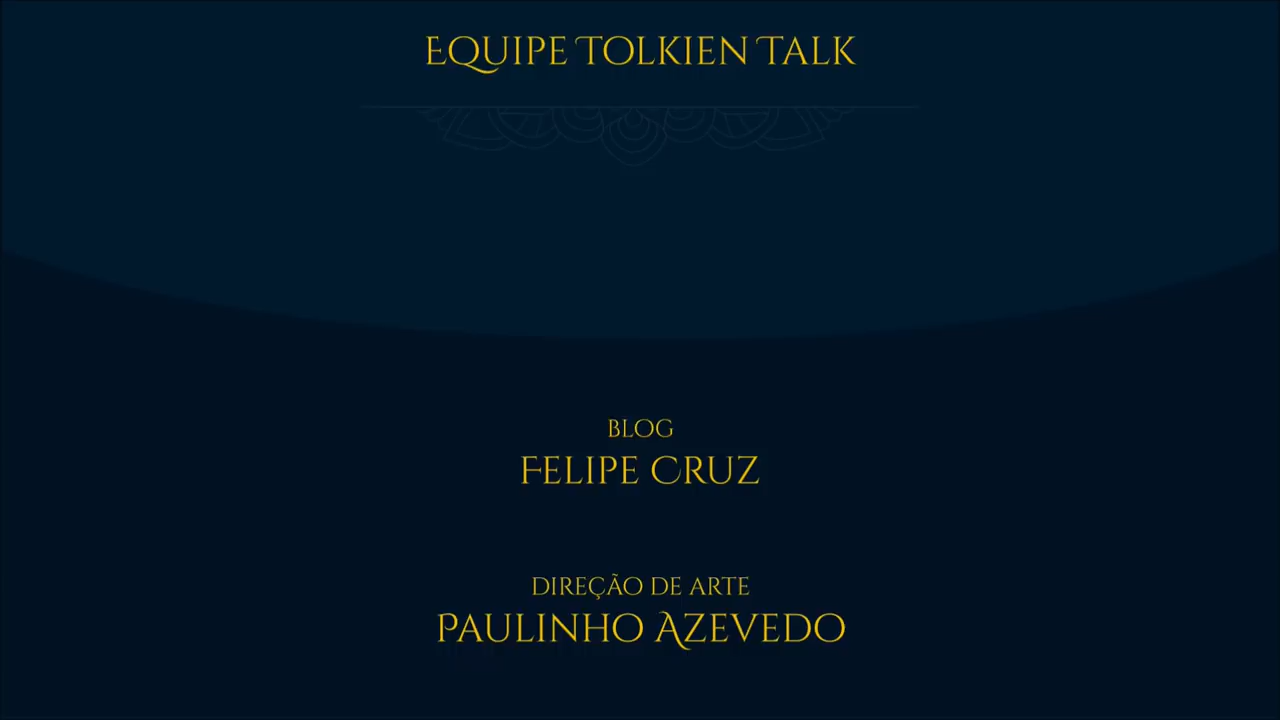 Equipe Tolkien Talk
Blog
Felipe Cruz
Direção de Arte
Paulinho Azevedo